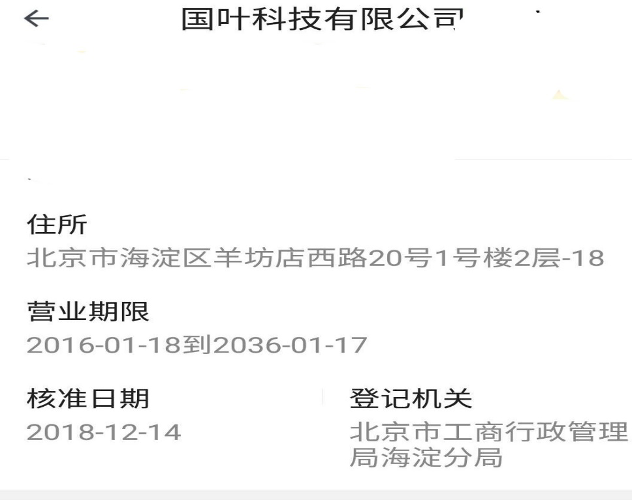 国叶科技有限公司
住所
北京市海淀区羊坊店西路20号1号楼2层-18
营业期限
2016-01-18到2036-01-17
核准日期
2018-12-14
登记机关
北京市工商行政管理
局海淀分局